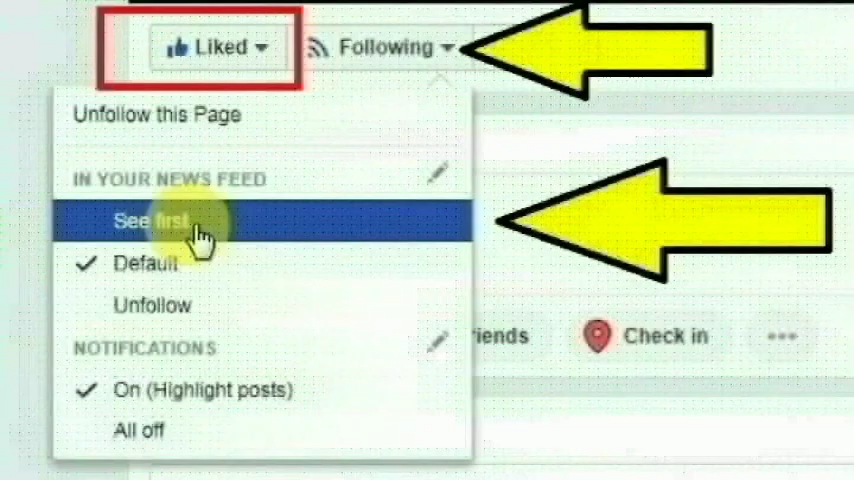 Liked Following
Unfollow this Page
IN YOUR NEWS FEED
See first
Default
Unfollow
riends Check in
NOTIFICATIONS
On (Highlight posts)
All off